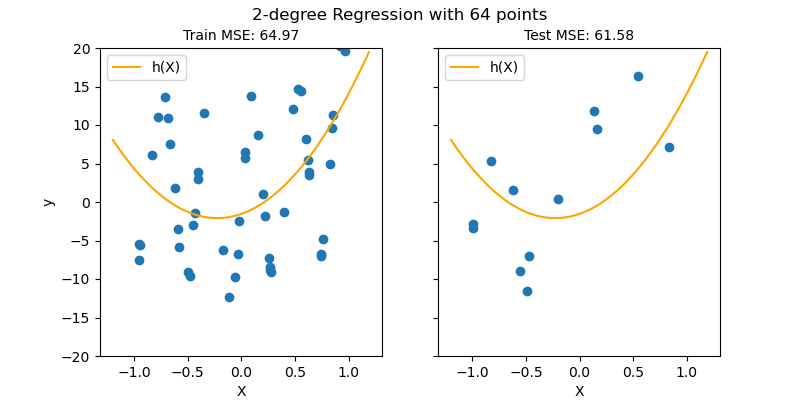 2-degree Regression with 64 points
Train MSE: 64.97
Test MSE: 61.58
h(X)
h(X)
20
15
10
5
0
−5
−10
−15
−20
y
−1.0 −0.5 0.0 0.5 1.0
−1.0 −0.5 0.0 0.5 1.0
X
X